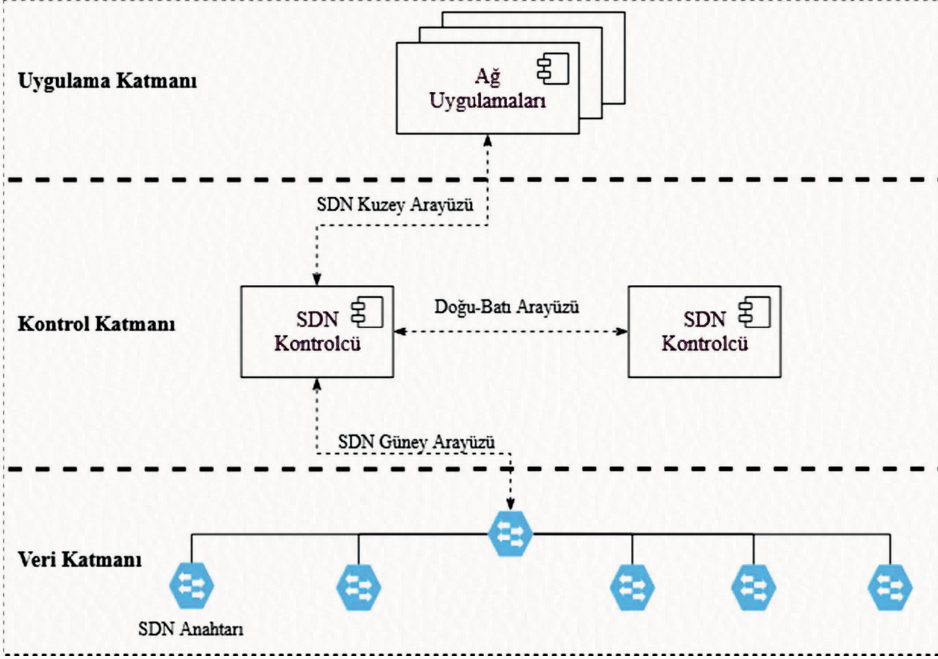 Uygulama Katmanı
Ağ
Uygulamaları
SDN Kuzey Arayüzü
Kontrol Katmanı
SDN
Kontrolcü
Doğu-Batı Arayüzü
SDN
Kontrolcü
SDN Güney Arayüzü
Veri Katmanı
SDN Anahtarı